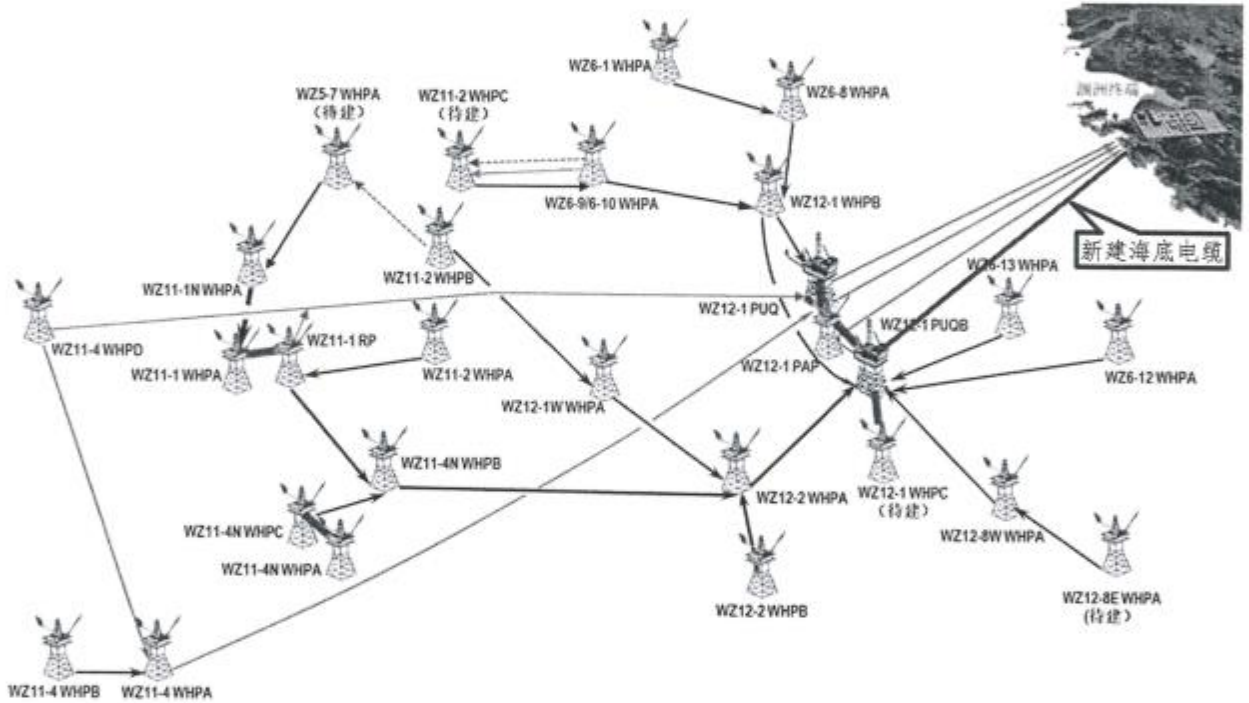 WZ6-1 WHPA
WZ5-7 WHPA
(待建)
WZ11-2 WHPC
(待建)
WZ6-8 WHPA
涠洲终端
WZ6-9/6-10 WHPA
WZ12-1 WHPB
新建海底电缆
WZ11-1N WHPA
WZ11-2 WHPB
WZ6-13 WHPA
WZ12-1 PUQ
WZ12-1 PUQB
WZ11-4 WHPD
WZ11-1 RP
WZ11-1 WHPA
WZ11-2 WHPA
WZ12-1 PAP
WZ6-12 WHPA
WZ12-1W WHPA
WZ11-4N WHPB
WZ12-2 WHPA
WZ12-1 WHPC
(待建)
WZ11-4N WHPC
WZ12-8W WHPA
WZ11-4N WHPA
WZ12-2 WHPB
WZ12-8E WHPA
(待建)
WZ11-4 WHPB
WZ11-4 WHPA